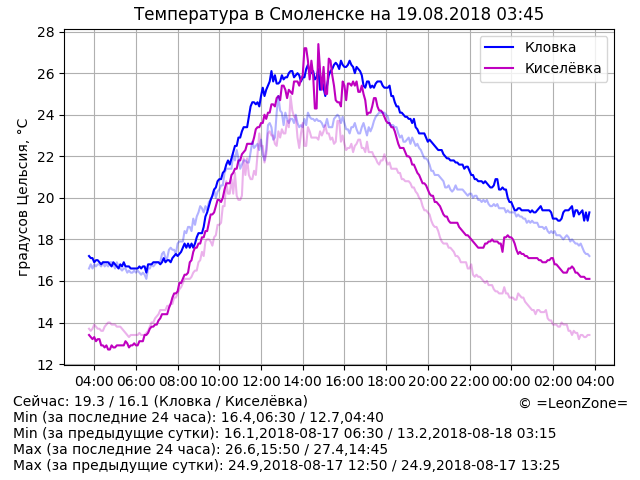 Температура в Смоленске на 19.08.2018 03:45
градусов Цельсия, °C
28
26
24
22
20
18
16
14
12
Кловка
Киселёвка
04:00 06:00 08:00 10:00 12:00 14:00 16:00 18:00 20:00 22:00 00:00 02:00 04:00
Сейчас: 19.3 / 16.1 (Кловка / Киселёвка)
© =LeonZone=
Min (за последние 24 часа): 16.4,06:30 / 12.7,04:40
Min (за предыдущие сутки): 16.1,2018-08-17 06:30 / 13.2,2018-08-18 03:15
Max (за последние 24 часа): 26.6,15:50 / 27.4,14:45
Max (за предыдущие сутки): 24.9,2018-08-17 12:50 / 24.9,2018-08-17 13:25